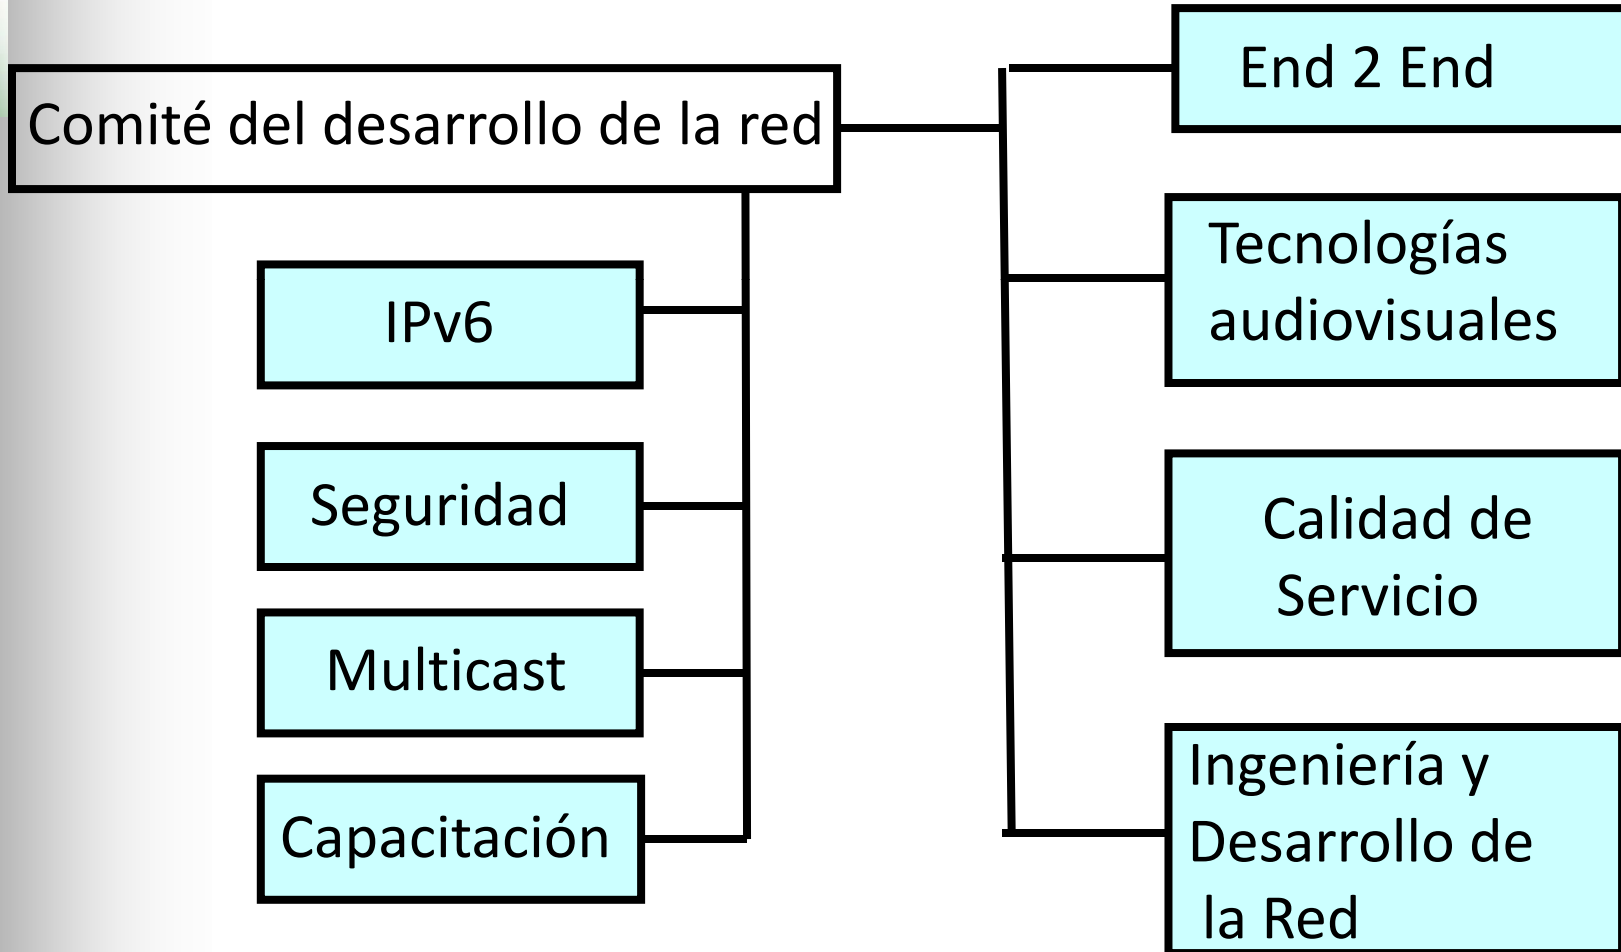 Comité del desarrollo de la red
IPv6
Seguridad
Multicast
Capacitación
End 2 End
Tecnologías
audiovisuales
Calidad de
Servicio
Ingeniería y
Desarrollo de
la Red